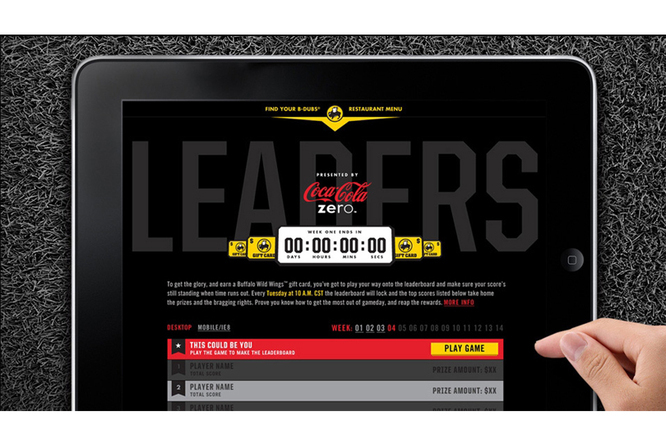 FIND YOUR B-DUBS® RESTAURANT MENU
LEADERS
PRESENTED BY
Coca-Cola
zero™
WEEK ONE ENDS IN
GIFT CARD 00:00:00:00 GIFT CARD
DAYS HOURS MINS SECS
To get the glory, and earn a Buffalo Wild Wings™ gift card, you've got to play your way onto the leaderboard and make sure your score's
still standing when time runs out. Every Tuesday at 10 A.M. CST the leaderboard will lock and the top scores listed below take home
the prizes and the bragging rights. Prove you know how to get the most out of gameday, and reap the rewards. MORE INFO
DESKTOP MOBILE/IE8 WEEK: 01 02 03 04 05 06 07 08 09 10 11 12 13 14
THIS COULD BE YOU
PLAY THE GAME TO MAKE THE LEADERBOARD
PLAY GAME
1 PLAYER NAME PRIZE AMOUNT: $XX
TOTAL SCORE
2 PLAYER NAME PRIZE AMOUNT: $XX
TOTAL SCORE
3 PLAYER NAME